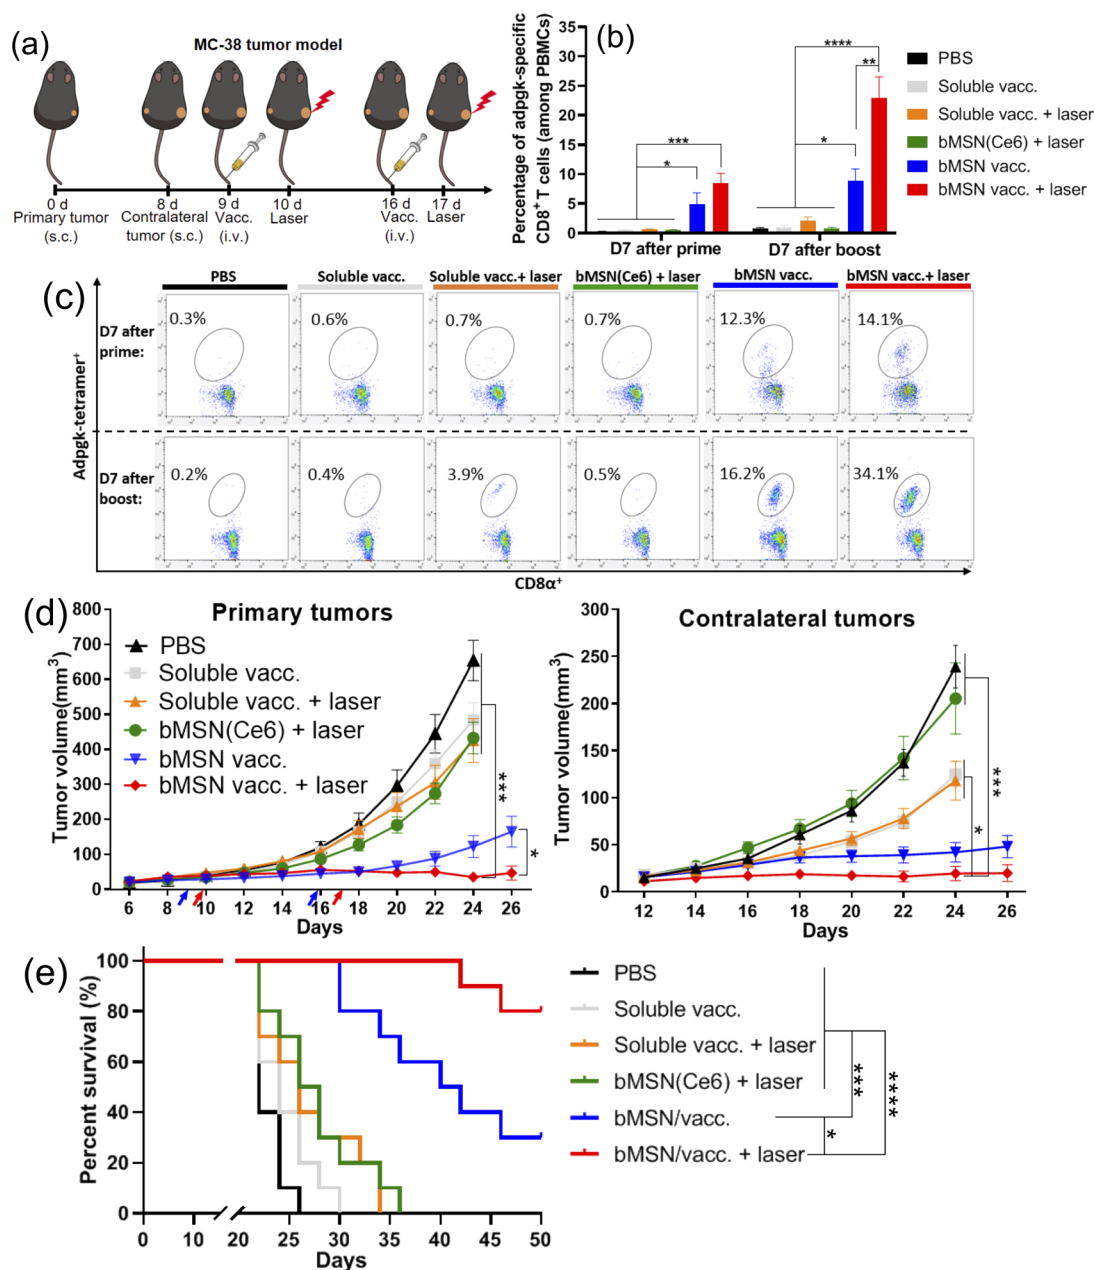 (a)
MC-38 tumor model
0 d
8 d
9 d
10 d
16 d
17 d
Primary tumor
(s.c.)
Contralateral
tumor (s.c.)
Vacc.
(i.v.)
Laser
Vacc.
(i.v.)
Laser
(b)
Percentage of adpgk-specific
CD8+ T cells (among PBMCs)
35
30
25
20
15
10
5
0
***
*
****
**
*
D7 after prime
D7 after boost
PBS
Soluble vacc.
Soluble vacc. + laser
bMSN(Ce6) + laser
bMSN vacc.
bMSN vacc. + laser
(c)
PBS
Soluble vacc.
Soluble vacc.+ laser
bMSN(Ce6) + laser
bMSN vacc.
bMSN vacc.+ laser
Adpgk-tetramer+
D7 after
prime:
0.3%
0.6%
0.7%
0.7%
12.3%
14.1%
D7 after
boost:
0.2%
0.4%
3.9%
0.5%
16.2%
34.1%
CD8α+
(d)
Primary tumors
Tumor volume(mm3)
800
700
600
500
400
300
200
100
0
PBS
Soluble vacc.
Soluble vacc. + laser
bMSN(Ce6) + laser
bMSN vacc.
bMSN vacc. + laser
***
*
6 8 10 12 14 16 18 20 22 24 26
Days
Contralateral tumors
Tumor volume(mm3)
300
250
200
150
100
50
0
***
*
12 14 16 18 20 22 24 26
Days
(e)
Percent survival (%)
100
80
60
40
20
0
0 10 20 25 30 35 40 45 50
Days
PBS
Soluble vacc.
Soluble vacc. + laser
bMSN(Ce6) + laser
bMSN/vacc.
bMSN/vacc. + laser
***
****
*